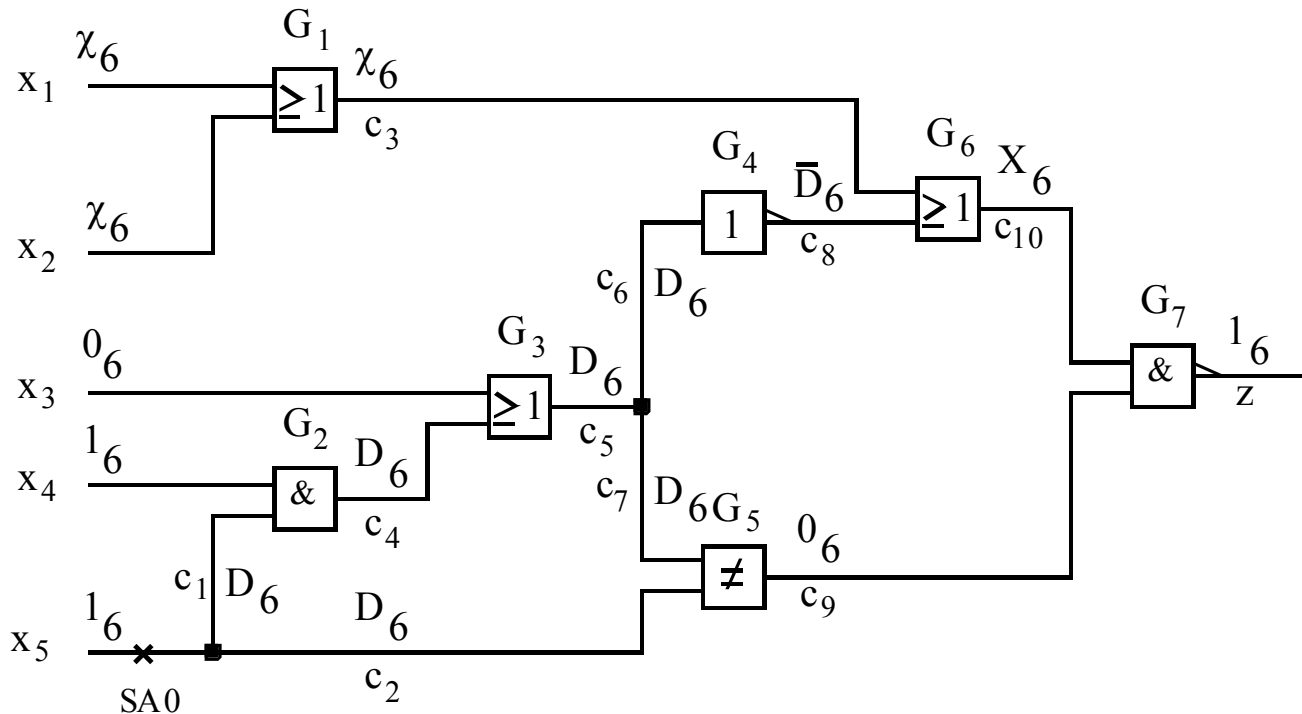 G₁
χ₆
x₁
≥1
χ₆
c₃
G₄
D̅₆
1
c₈
G₆
X₆
≥1
c₁₀
χ₆
x₂
c₆ D₆
G₇
1₆
&
z
G₃
0₆
x₃
D₆
≥1
c₅
G₂
1₆
x₄
&
D₆
c₄
c₇ D₆
G₅
0₆
≠
c₉
c₁ D₆
1₆
x₅
SA0
D₆
c₂